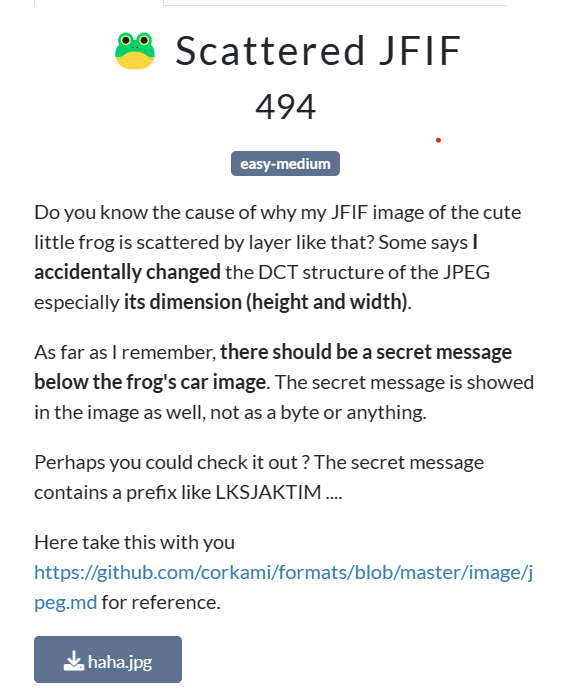 Scattered JFIF
494
easy-medium
Do you know the cause of why my JFIF image of the cute
little frog is scattered by layer like that? Some says I
accidentally changed the DCT structure of the JPEG
especially its dimension (height and width).
As far as I remember, there should be a secret message
below the frog's car image. The secret message is showed
in the image as well, not as a byte or anything.
Perhaps you could check it out ? The secret message
contains a prefix like LKSJAKTIM ....
Here take this with you
https://github.com/corkami/formats/blob/master/image/j
peg.md for reference.
haha.jpg